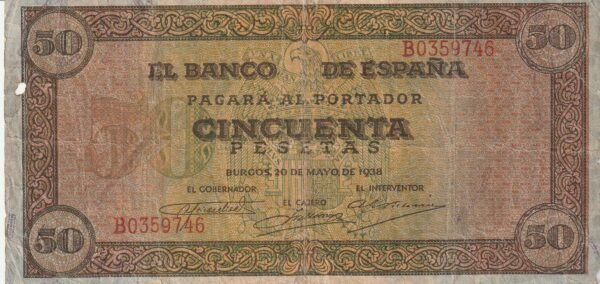 50 50
B0359746
EL BANCO DE ESPAÑA
PAGARÁ AL PORTADOR
50
CINCUENTA
PESETAS
BURGOS, 20 DE MAYO DE 1938
EL GOBERNADOR EL CAJERO EL INTERVENTOR
B0359746
50 50